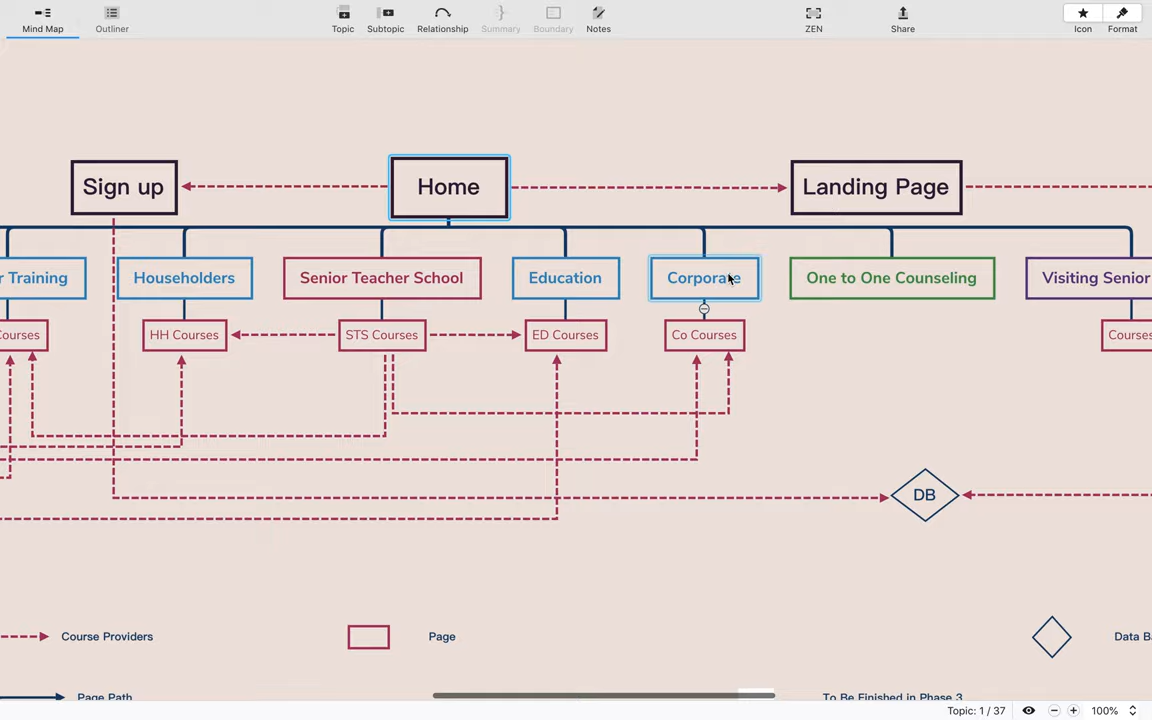 Mind Map
Outliner
Topic
Subtopic
Relationship
Summary
Boundary
Notes
ZEN
Share
Icon
Format
Sign up
Home
Landing Page
r Training
Householders
Senior Teacher School
Education
Corporate
One to One Counseling
Visiting Senior
Courses
HH Courses
STS Courses
ED Courses
Co Courses
Courses
DB
Course Providers
Page
Data Ba
Page Path
To Be Finished in Phase 3
Topic: 1 / 37
100%